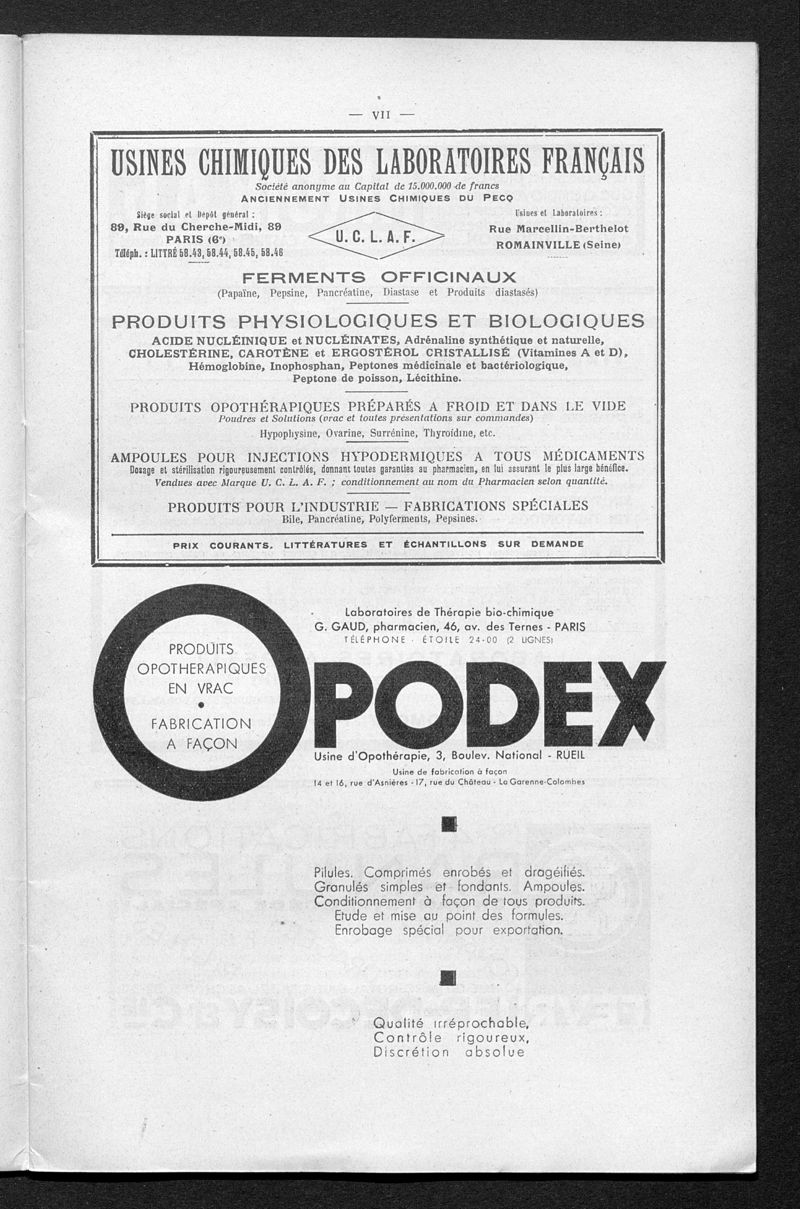 — VII —
USINES CHIMIQUES DES LABORATOIRES FRANÇAIS
Société anonyme au Capital de 15.000.000 de francs
ANCIENNEMENT USINES CHIMIQUES DU PECQ
Siège social et Dépôt général :
89, Rue du Cherche-Midi, 89
PARIS (6e)
Téléph. : LITTRÉ 58.43, 58.44, 58.45, 58.46
U. C. L. A. F.
Usines et Laboratoires :
Rue Marcellin-Berthelot
ROMAINVILLE (Seine)
FERMENTS OFFICINAUX
(Papaïne, Pepsine, Pancréatine, Diastase et Produits diastasés)
PRODUITS PHYSIOLOGIQUES ET BIOLOGIQUES
ACIDE NUCLÉINIQUE et NUCLÉINATES, Adrénaline synthétique et naturelle,
CHOLESTÉRINE, CAROTÈNE et ERGOSTÉROL CRISTALLISÉ (Vitamines A et D),
Hémoglobine, Inophosphan, Peptones médicinale et bactériologique,
Peptone de poisson, Lécithine.
PRODUITS OPOTHÉRAPIQUES PRÉPARÉS A FROID ET DANS LE VIDE
Poudres et Solutions (vrac et toutes présentations sur commandes)
Hypophysine, Ovarine, Surrénine, Thyroïdine, etc.
AMPOULES POUR INJECTIONS HYPODERMIQUES A TOUS MÉDICAMENTS
Dosage et stérilisation rigoureusement contrôlés, donnant toutes garanties au pharmacien, en lui assurant le plus large bénéfice.
Vendues avec Marque U. C. L. A. F. ; conditionnement au nom du Pharmacien selon quantité.
PRODUITS POUR L'INDUSTRIE — FABRICATIONS SPÉCIALES
Bile, Pancréatine, Polyferments, Pepsines.
PRIX COURANTS. LITTÉRATURES ET ÉCHANTILLONS SUR DEMANDE
Laboratoires de Thérapie bio-chimique
G. GAUD, pharmacien, 46, av. des Ternes - PARIS
TÉLÉPHONE · ÉTOILE 24-00 (2 LIGNES)
OPODEX
PRODUITS
OPOTHERAPIQUES
EN VRAC
•
FABRICATION
A FAÇON
Usine d'Opothérapie, 3, Boulev. National - RUEIL
Usine de fabrication à façon
14 et 16, rue d'Asnières - 17, rue du Château - La Garenne-Colombes
Pilules. Comprimés enrobés et dragéifiés.
Granulés simples et fondants. Ampoules.
Conditionnement à façon de tous produits.
Etude et mise au point des formules.
Enrobage spécial pour exportation.
Qualité irréprochable,
Contrôle rigoureux,
Discrétion absolue